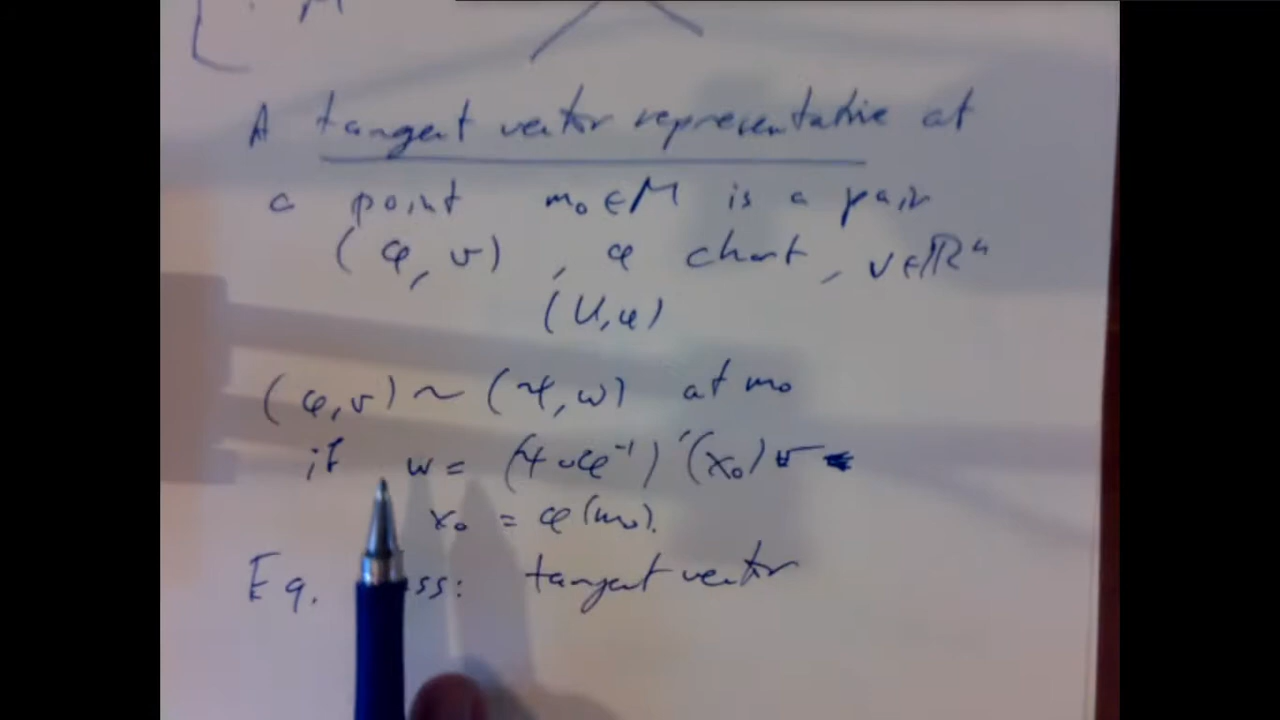 A tangent vector representative at
a point m₀ ∈ M is a pair
(φ, v), φ chart, v ∈ ℝⁿ
(U, φ)
(φ, v) ~ (ψ, w) at m₀
if w = (ψ ∘ φ⁻¹)′(x₀) v
x₀ = φ(m₀).
Eq. tangent vector